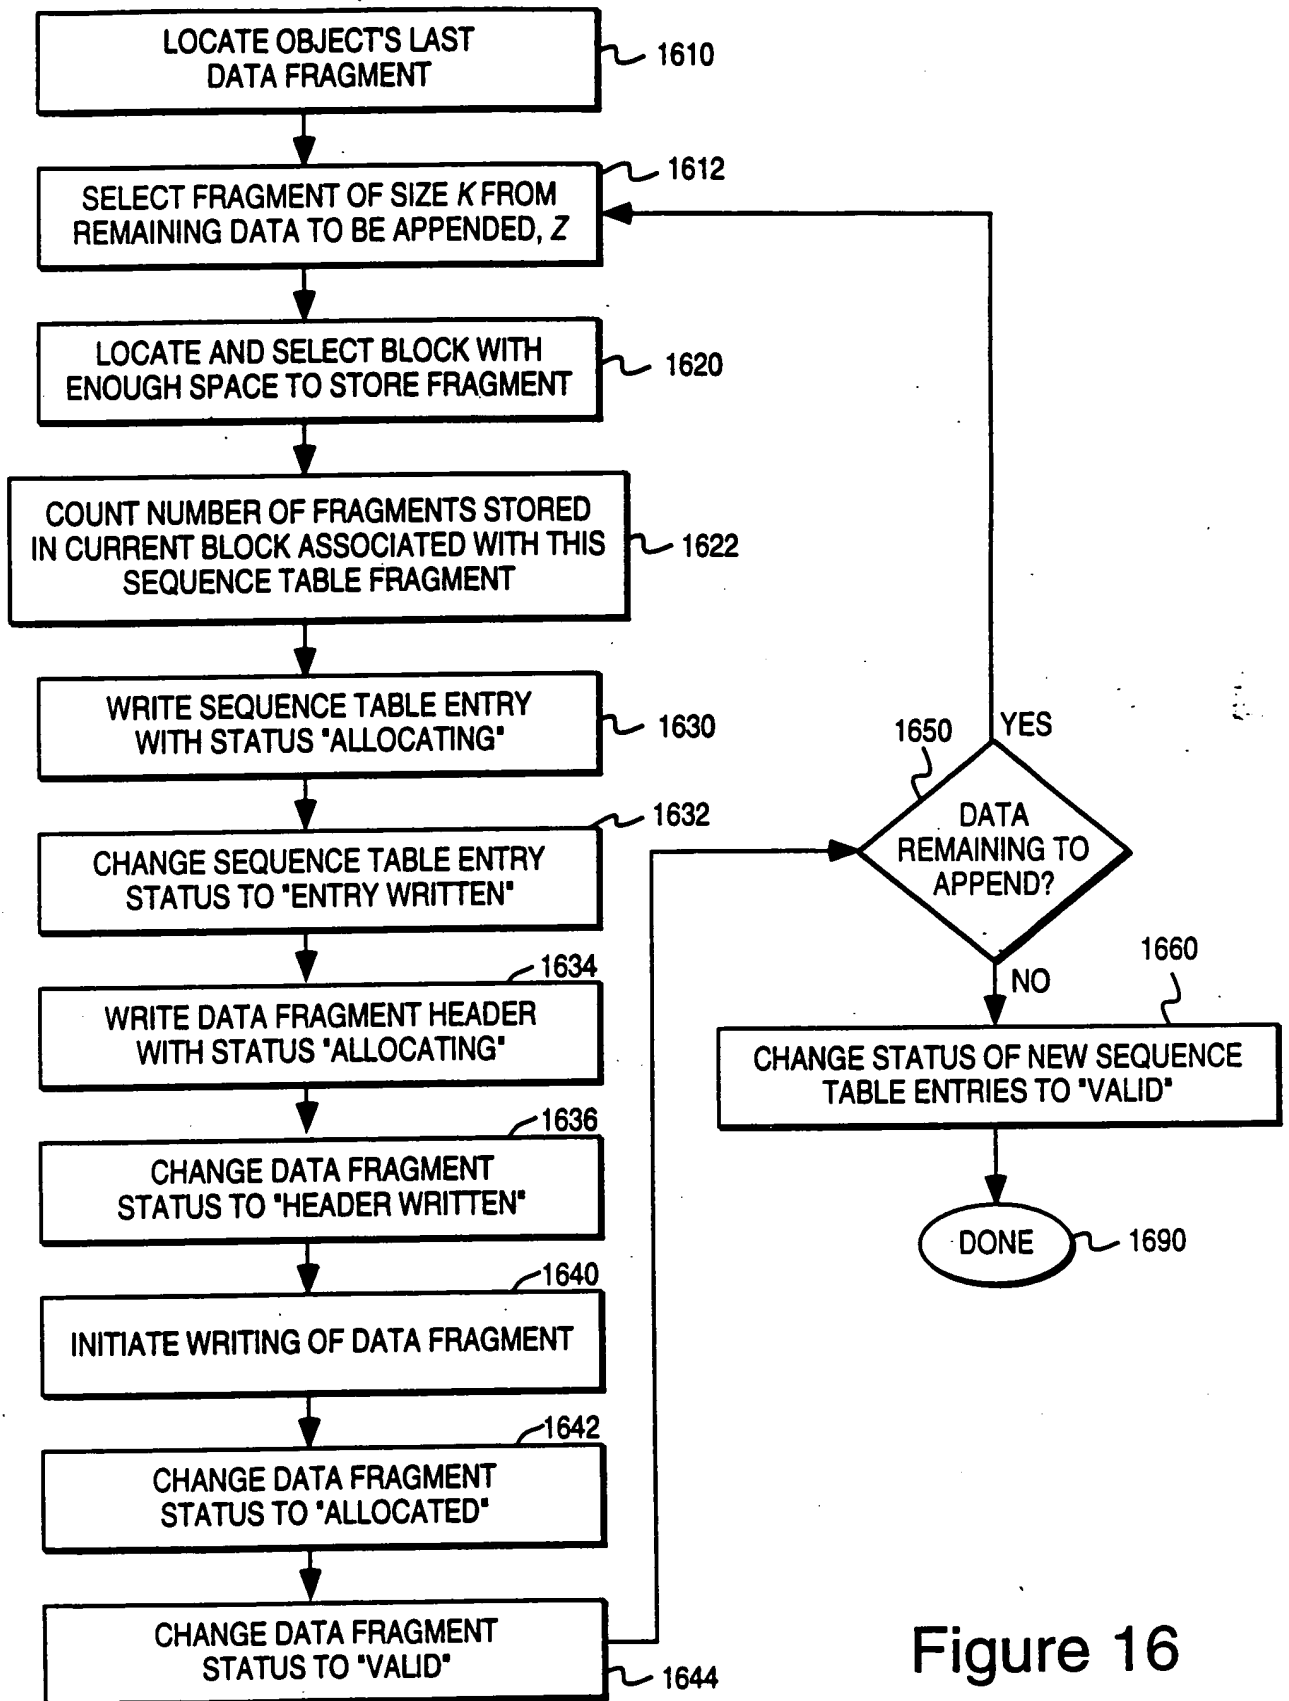 LOCATE OBJECT'S LAST
DATA FRAGMENT
1610
1612
SELECT FRAGMENT OF SIZE K FROM
REMAINING DATA TO BE APPENDED, Z
LOCATE AND SELECT BLOCK WITH
ENOUGH SPACE TO STORE FRAGMENT
1620
COUNT NUMBER OF FRAGMENTS STORED
IN CURRENT BLOCK ASSOCIATED WITH THIS
SEQUENCE TABLE FRAGMENT
1622
WRITE SEQUENCE TABLE ENTRY
WITH STATUS "ALLOCATING"
1630
1632
CHANGE SEQUENCE TABLE ENTRY
STATUS TO "ENTRY WRITTEN"
1634
WRITE DATA FRAGMENT HEADER
WITH STATUS "ALLOCATING"
1636
CHANGE DATA FRAGMENT
STATUS TO "HEADER WRITTEN"
1640
INITIATE WRITING OF DATA FRAGMENT
1642
CHANGE DATA FRAGMENT
STATUS TO "ALLOCATED"
CHANGE DATA FRAGMENT
STATUS TO "VALID"
1644
YES
1650
DATA
REMAINING TO
APPEND?
NO
1660
CHANGE STATUS OF NEW SEQUENCE
TABLE ENTRIES TO "VALID"
DONE
1690
Figure 16